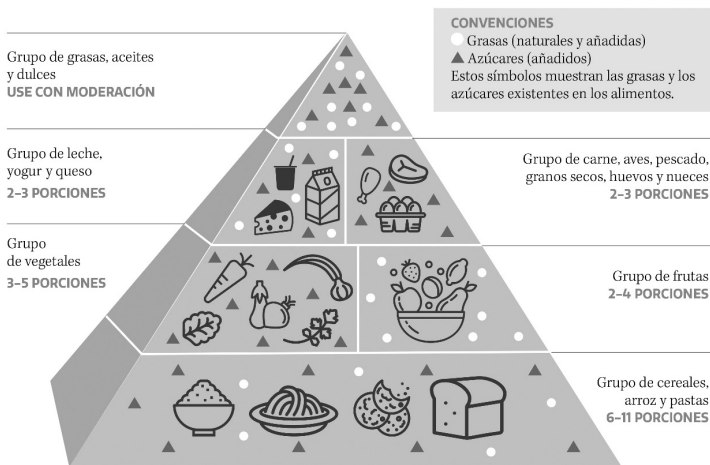 CONVENCIONES
Grasas (naturales y añadidas)
Azúcares (añadidos)
Estos símbolos muestran las grasas y los
azúcares existentes en los alimentos.
Grupo de grasas, aceites
y dulces
USE CON MODERACIÓN
Grupo de leche,
yogur y queso
2–3 PORCIONES
Grupo de carne, aves, pescado,
granos secos, huevos y nueces
2–3 PORCIONES
Grupo
de vegetales
3–5 PORCIONES
Grupo de frutas
2–4 PORCIONES
Grupo de cereales,
arroz y pastas
6–11 PORCIONES